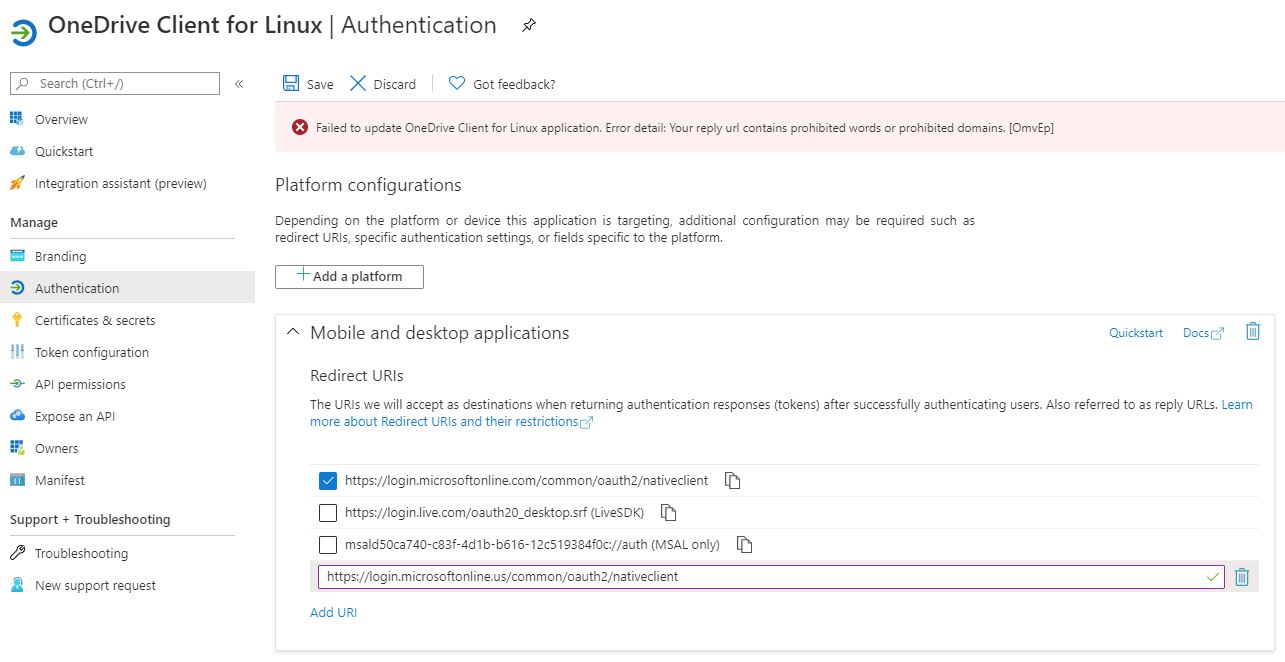 OneDrive Client for Linux | Authentication
Search (Ctrl+/)
«
Save
Discard
Got feedback?
Failed to update OneDrive Client for Linux application. Error detail: Your reply url contains prohibited words or prohibited domains. [OmvEp]
Overview
Quickstart
Integration assistant (preview)
Manage
Branding
Authentication
Certificates & secrets
Token configuration
API permissions
Expose an API
Owners
Manifest
Support + Troubleshooting
Troubleshooting
New support request
Platform configurations
Depending on the platform or device this application is targeting, additional configuration may be required such as
redirect URIs, specific authentication settings, or fields specific to the platform.
Add a platform
Mobile and desktop applications
Quickstart
Docs
Redirect URIs
The URIs we will accept as destinations when returning authentication responses (tokens) after successfully authenticating users. Also referred to as reply URLs. Learn
more about Redirect URIs and their restrictions
https://login.microsoftonline.com/common/oauth2/nativeclient
https://login.live.com/oauth20_desktop.srf (LiveSDK)
msald50ca740-c83f-4d1b-b616-12c519384f0c://auth (MSAL only)
https://login.microsoftonline.us/common/oauth2/nativeclient
Add URI